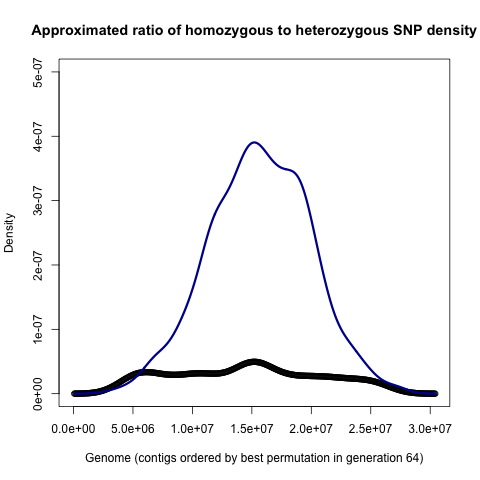 Approximated ratio of homozygous to heterozygous SNP density
5e-07
4e-07
3e-07
2e-07
1e-07
0e+00
Density
0.0e+00 5.0e+06 1.0e+07 1.5e+07 2.0e+07 2.5e+07 3.0e+07
Genome (contigs ordered by best permutation in generation 64)